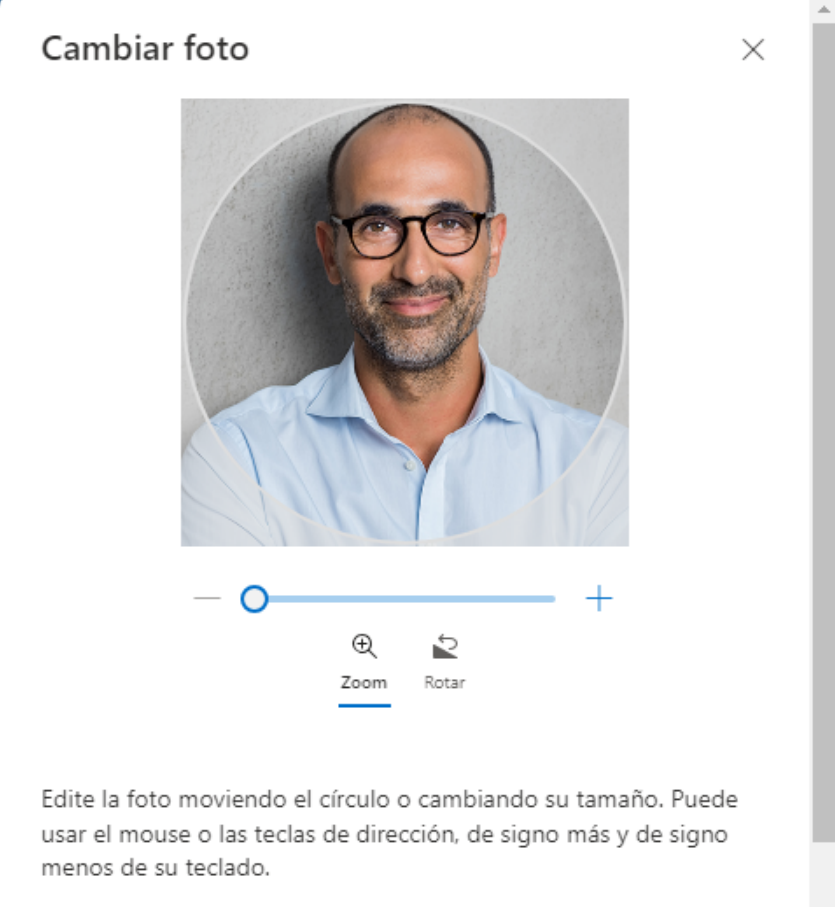 Cambiar foto
Zoom
Rotar
Edite la foto moviendo el círculo o cambiando su tamaño. Puede
usar el mouse o las teclas de dirección, de signo más y de signo
menos de su teclado.